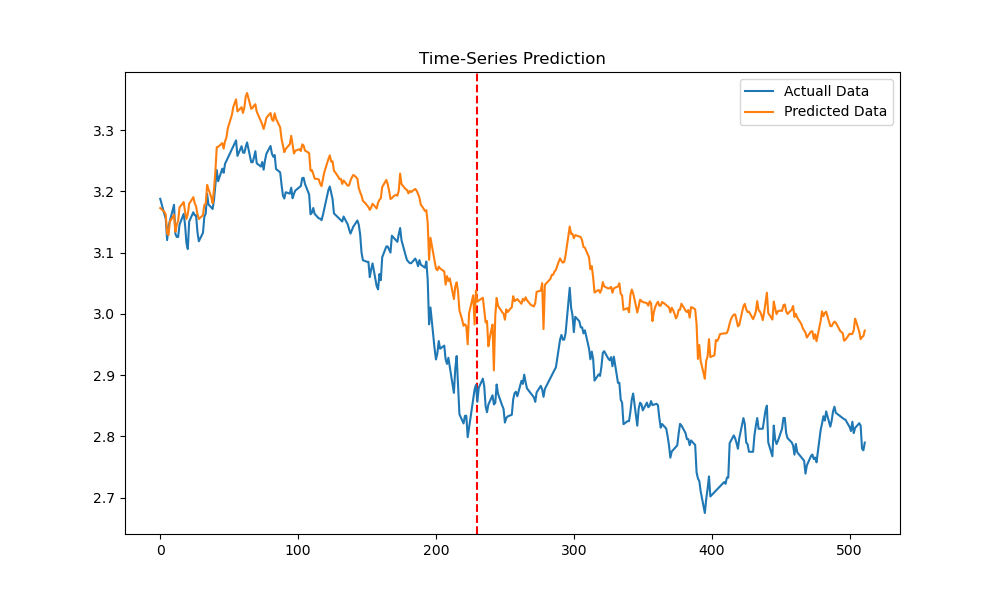 Time-Series Prediction
Actuall Data
Predicted Data
3.3
3.2
3.1
3.0
2.9
2.8
2.7
0 100 200 300 400 500